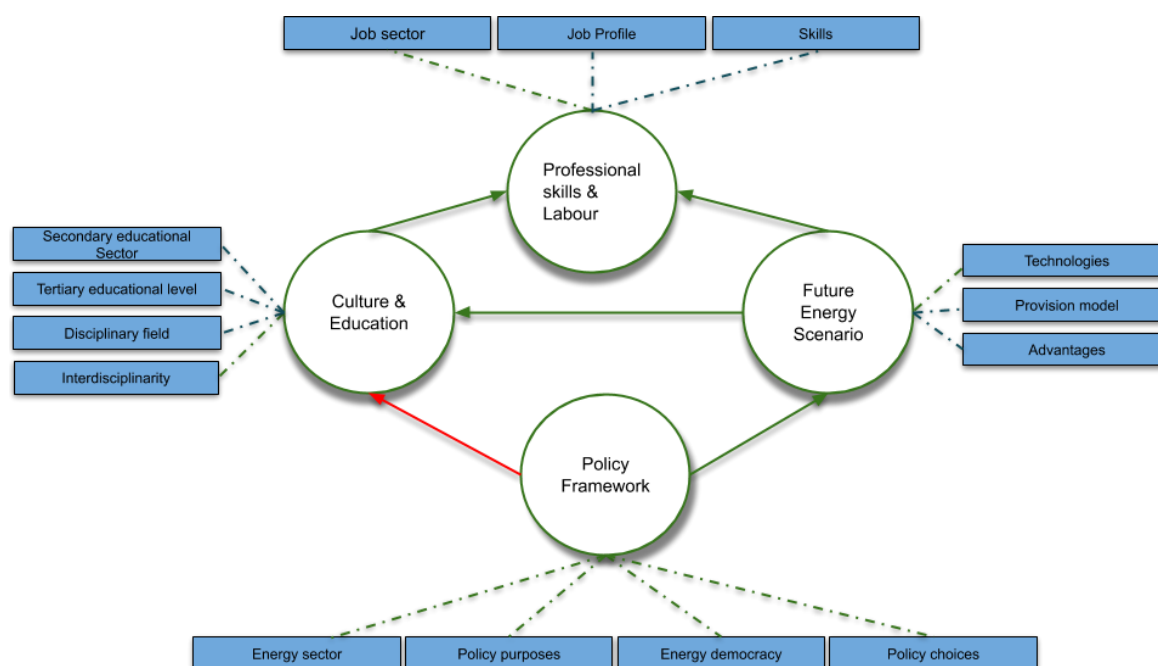 Job sector
Job Profile
Skills
Professional
skills &
Labour
Secondary educational
Sector
Tertiary educational level
Disciplinary field
Interdisciplinarity
Culture &
Education
Future
Energy
Scenario
Technologies
Provision model
Advantages
Policy
Framework
Energy sector
Policy purposes
Energy democracy
Policy choices